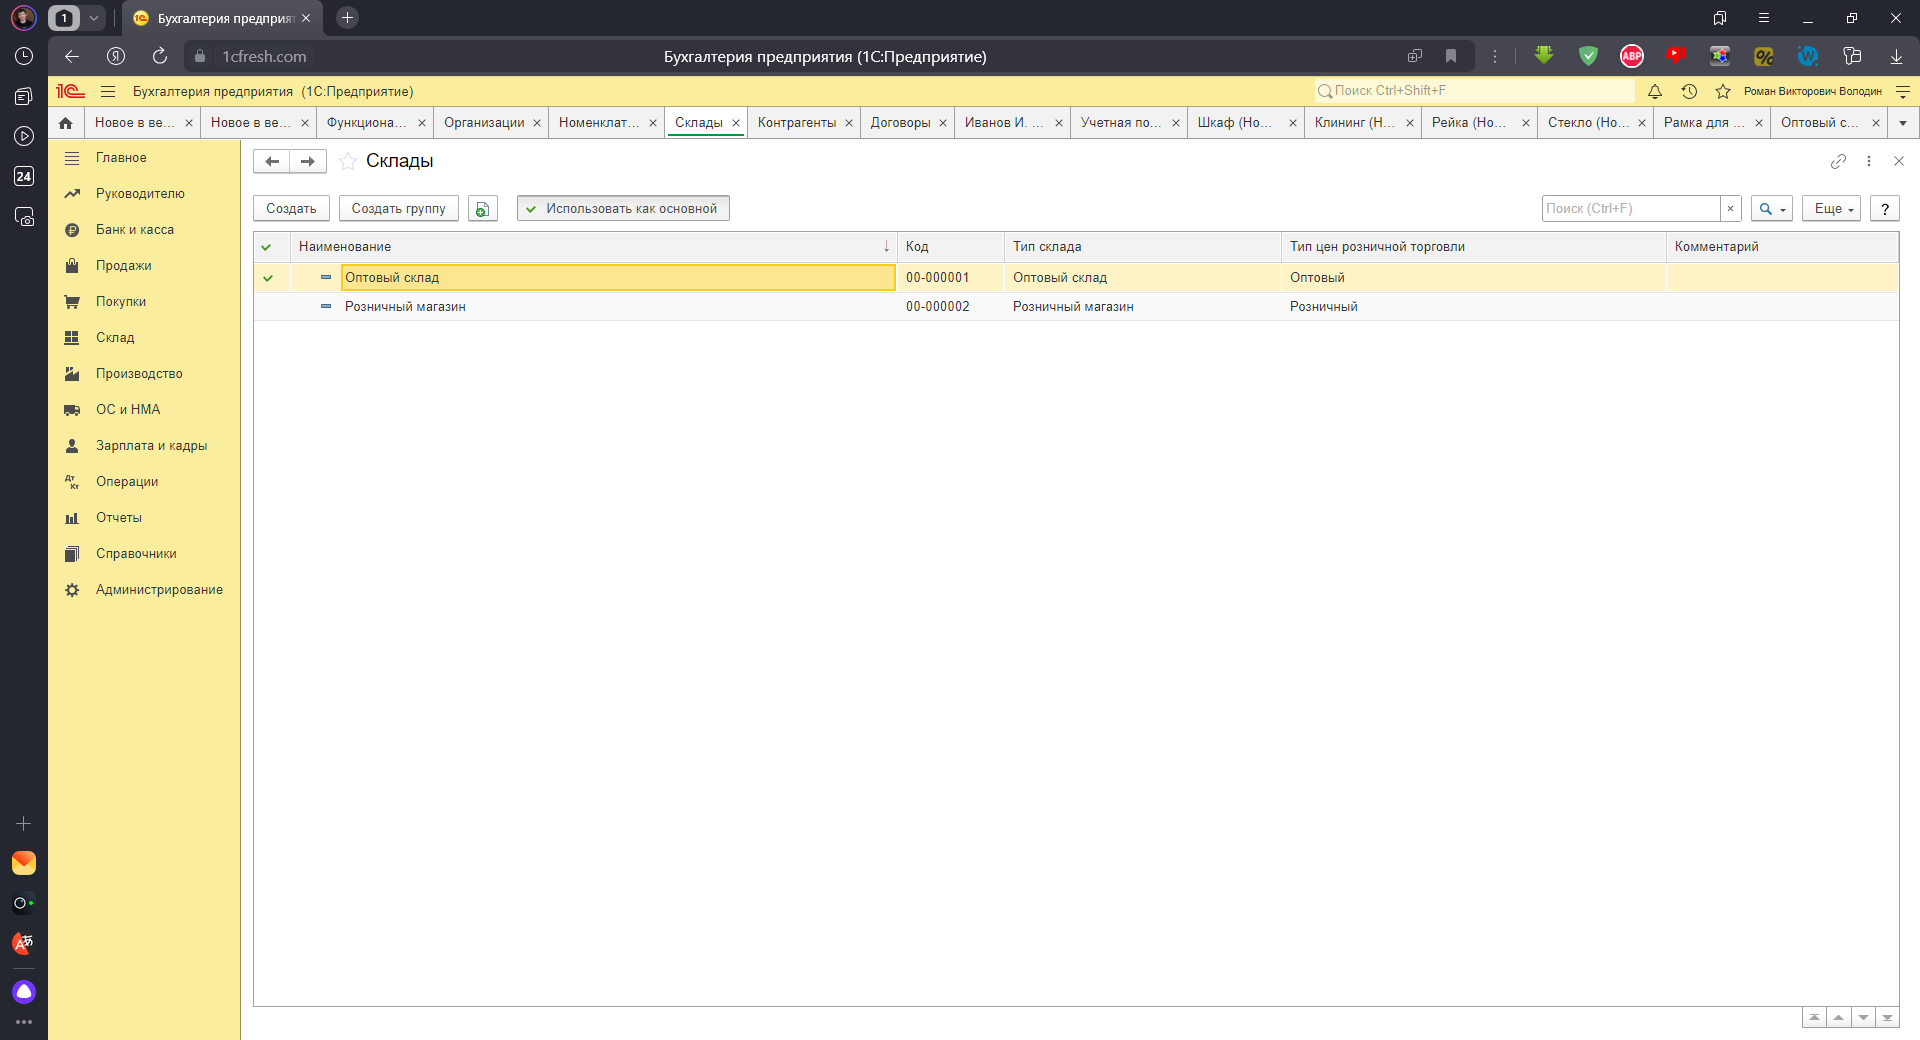 1
Бухгалтерия предприят
1cfresh.com
Бухгалтерия предприятия (1С:Предприятие)
ABP
24
Бухгалтерия предприятия (1С:Предприятие)
Поиск Ctrl+Shift+F
Роман Викторович Володин
Новое в ве...
Новое в ве...
Функциона...
Организации
Номенклат...
Склады
Контрагенты
Договоры
Иванов И. ...
Учетная по...
Шкаф (Но...
Клининг (Н...
Рейка (Но...
Стекло (Но...
Рамка для ...
Оптовый с...
Главное
Руководителю
Банк и касса
Продажи
Покупки
Склад
Производство
ОС и НМА
Зарплата и кадры
Дт Кт
Операции
Отчеты
Справочники
Администрирование
Склады
Создать
Создать группу
Использовать как основной
Поиск (Ctrl+F)
Еще
?
Наименование
Код
Тип склада
Тип цен розничной торговли
Комментарий
Оптовый склад 00-000001 Оптовый склад Оптовый
Розничный магазин 00-000002 Розничный магазин Розничный